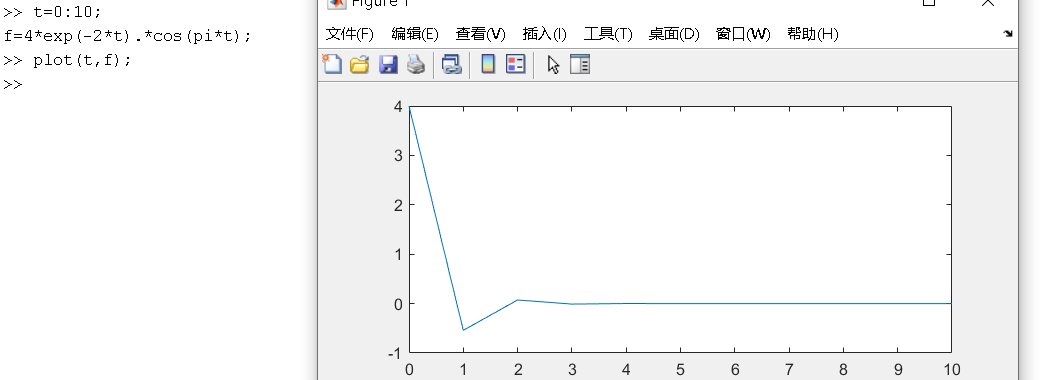 >> t=0:10;
f=4*exp(-2*t).*cos(pi*t);
>> plot(t,f);
>>
Figure 1
文件(F) 编辑(E) 查看(V) 插入(I) 工具(T) 桌面(D) 窗口(W) 帮助(H)
4
3
2
1
0
-1
0 1 2 3 4 5 6 7 8 9 10